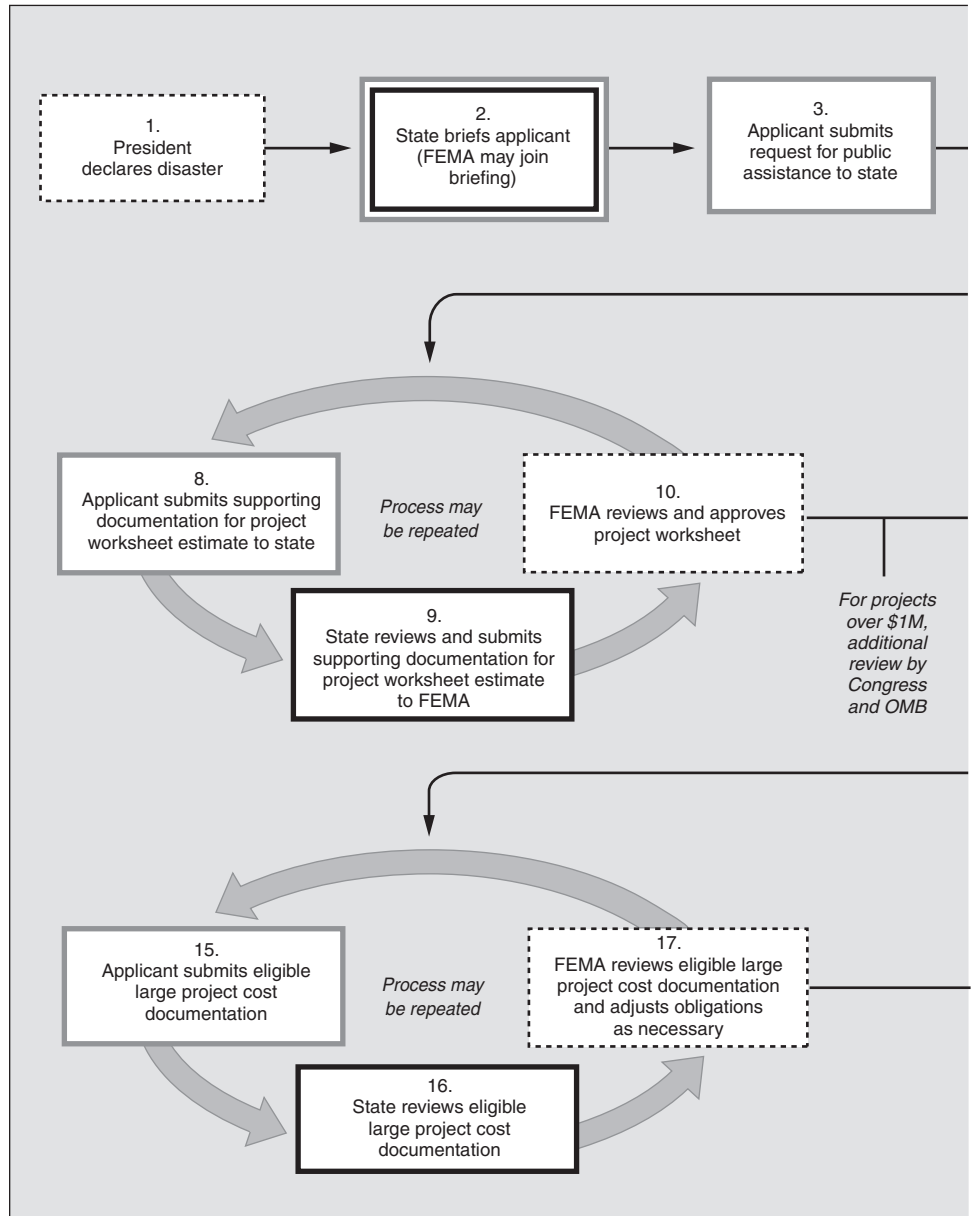 1.
President
declares disaster
2.
State briefs applicant
(FEMA may join
briefing)
3.
Applicant submits
request for public
assistance to state
8.
Applicant submits supporting
documentation for project
worksheet estimate to state
Process may
be repeated
10.
FEMA reviews and approves
project worksheet
9.
State reviews and submits
supporting documentation for
project worksheet estimate
to FEMA
For projects
over $1M,
additional
review by
Congress
and OMB
15.
Applicant submits eligible
large project cost
documentation
Process may
be repeated
17.
FEMA reviews eligible large
project cost documentation
and adjusts obligations
as necessary
16.
State reviews eligible
large project cost
documentation